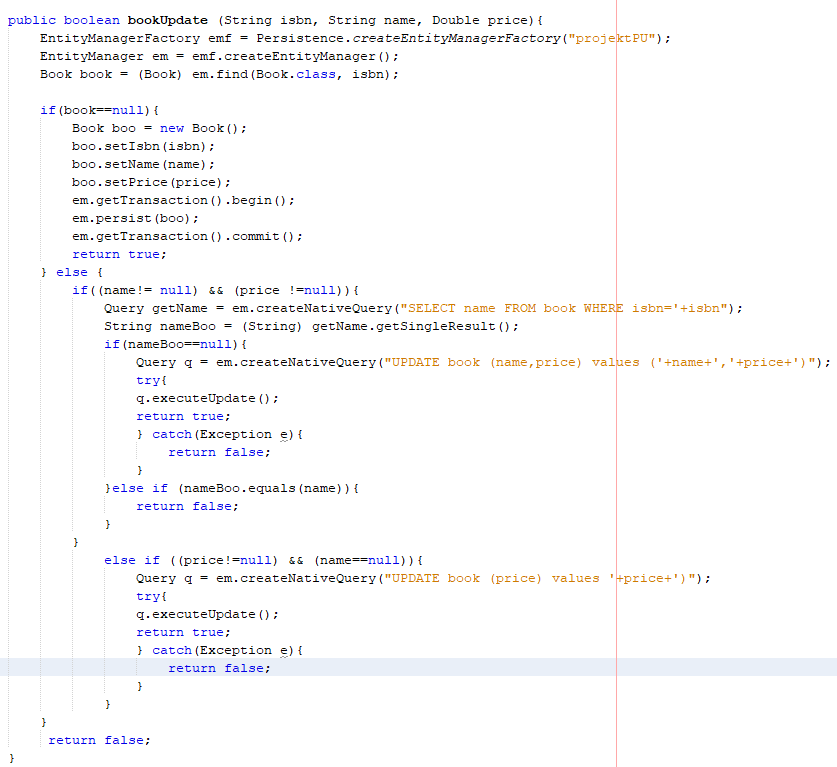 public boolean bookUpdate (String isbn, String name, Double price){
    EntityManagerFactory emf = Persistence.createEntityManagerFactory("projektPU");
    EntityManager em = emf.createEntityManager();
    Book book = (Book) em.find(Book.class, isbn);

    if(book==null){
        Book boo = new Book();
        boo.setIsbn(isbn);
        boo.setName(name);
        boo.setPrice(price);
        em.getTransaction().begin();
        em.persist(boo);
        em.getTransaction().commit();
        return true;
    } else {
        if((name!= null) && (price !=null)){
            Query getName = em.createNativeQuery("SELECT name FROM book WHERE isbn='+isbn");
            String nameBoo = (String) getName.getSingleResult();
            if(nameBoo==null){
                Query q = em.createNativeQuery("UPDATE book (name,price) values ('+name+','+price+')");
                try{
                q.executeUpdate();
                return true;
                } catch(Exception e){
                    return false;
                }
            }else if (nameBoo.equals(name)){
                return false;
            }
        }
            else if ((price!=null) && (name==null)){
                Query q = em.createNativeQuery("UPDATE book (price) values '+price+')");
                try{
                q.executeUpdate();
                return true;
                } catch(Exception e){
                    return false;
                }
            }
    }
     return false;
}